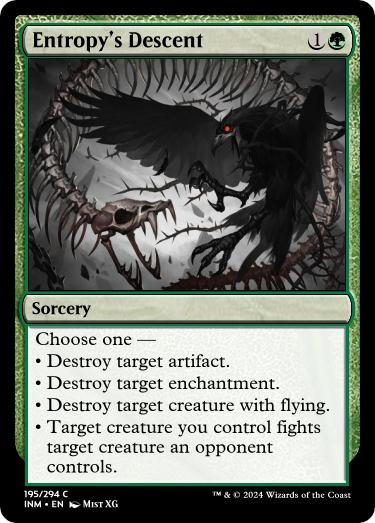 Entropy's Descent 1
Sorcery
Choose one —
• Destroy target artifact.
• Destroy target enchantment.
• Destroy target creature with flying.
• Target creature you control fights
target creature an opponent
controls.
195/294 C
INM • EN Mist XG
™ & © 2024 Wizards of the Coast